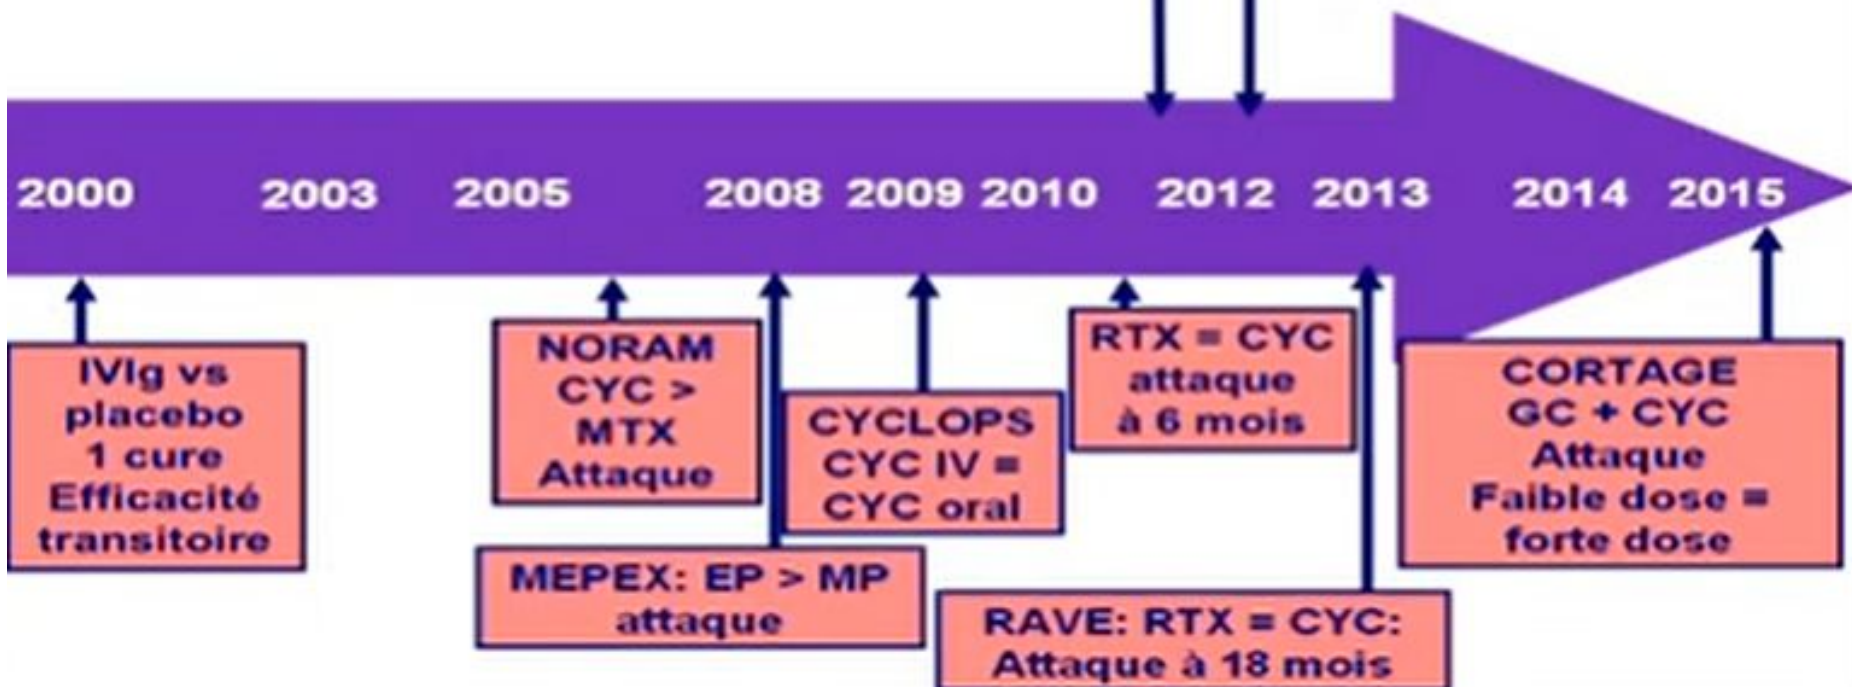 2000 2003 2005 2008 2009 2010 2012 2013 2014 2015
IVIg vs
placebo
1 cure
Efficacité
transitoire
NORAM
CYC >
MTX
Attaque
MEPEX: EP > MP
attaque
CYCLOPS
CYC IV =
CYC oral
RTX = CYC
attaque
à 6 mois
RAVE: RTX = CYC:
Attaque à 18 mois
CORTAGE
GC + CYC
Attaque
Faible dose =
forte dose